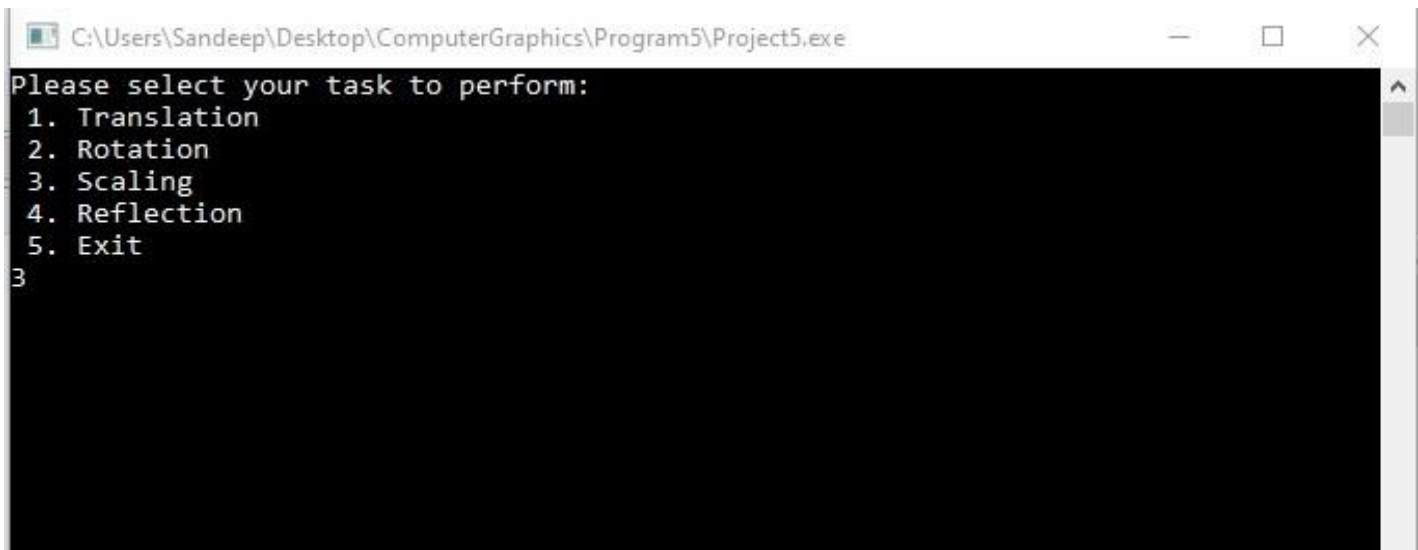 C:\Users\Sandeep\Desktop\ComputerGraphics\Program5\Project5.exe
Please select your task to perform:
1. Translation
2. Rotation
3. Scaling
4. Reflection
5. Exit
3